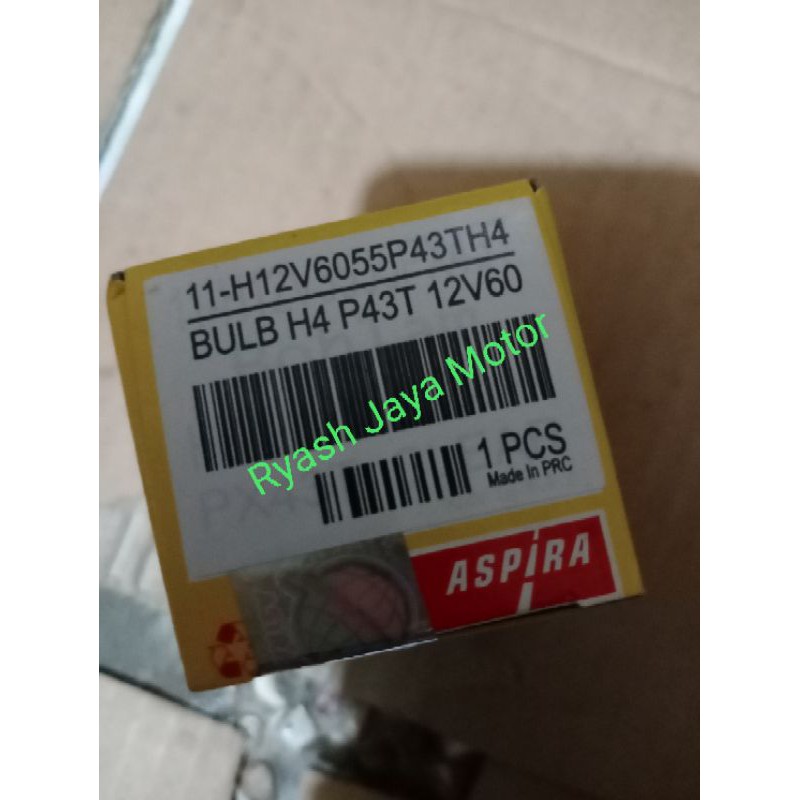 11-H12V6055P43TH4
BULB H4 P43T 12V60
Ryash Jaya Motor
1 PCS
Made In PRC
ASPIRA